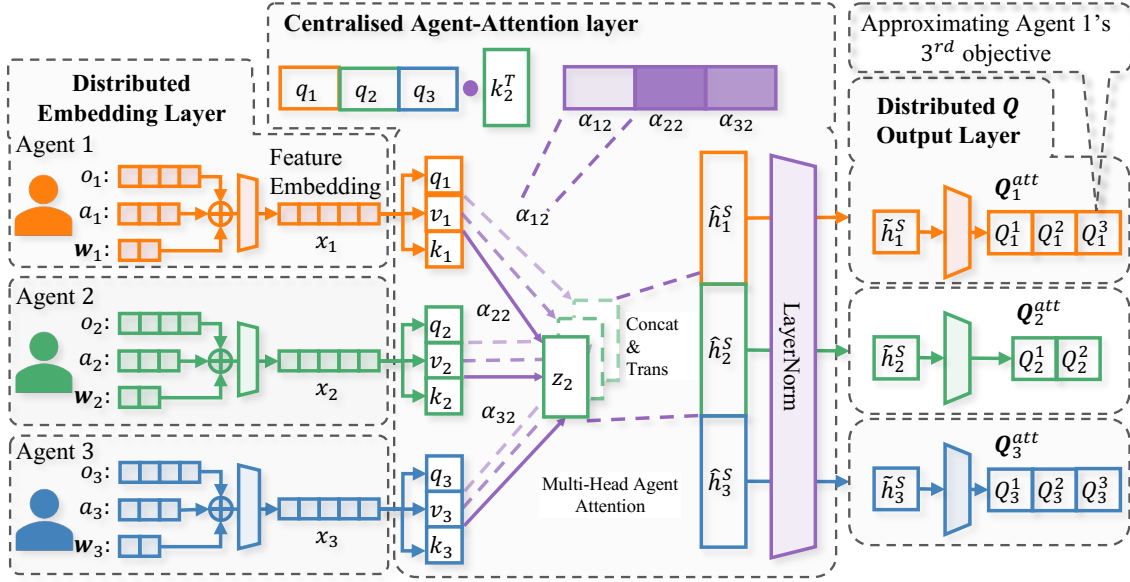 Centralised Agent-Attention layer
q₁ q₂ q₃ k₂ᵀ
α₁₂ α₂₂ α₃₂
Approximating Agent 1's
3ʳᵈ objective
Distributed
Embedding Layer
Distributed Q
Output Layer
Agent 1
o₁:
a₁:
w₁:
Feature
Embedding
x₁
q₁
v₁
k₁
α₁₂
ĥ₁ˢ
h̃₁ˢ
Q₁ᵃᵗᵗ
Q₁¹ Q₁² Q₁³
Agent 2
o₂:
a₂:
w₂:
x₂
q₂
v₂
k₂
α₂₂
α₃₂
z₂
Concat
&
Trans
ĥ₂ˢ
LayerNorm
h̃₂ˢ
Q₂ᵃᵗᵗ
Q₂¹ Q₂²
Agent 3
o₃:
a₃:
w₃:
x₃
q₃
v₃
k₃
Multi-Head Agent
Attention
ĥ₃ˢ
h̃₃ˢ
Q₃ᵃᵗᵗ
Q₃¹ Q₃² Q₃³